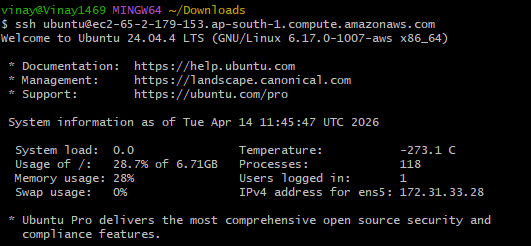 vinay@Vinay1469 MINGW64 ~/Downloads
$ ssh ubuntu@ec2-65-2-179-153.ap-south-1.compute.amazonaws.com
Welcome to Ubuntu 24.04.4 LTS (GNU/Linux 6.17.0-1007-aws x86_64)

 * Documentation:  https://help.ubuntu.com
 * Management:     https://landscape.canonical.com
 * Support:        https://ubuntu.com/pro

 System information as of Tue Apr 14 11:45:47 UTC 2026

  System load:  0.0               Temperature:           -273.1 C
  Usage of /:   28.7% of 6.71GB   Processes:             118
  Memory usage: 28%               Users logged in:       1
  Swap usage:   0%                IPv4 address for ens5: 172.31.33.28

 * Ubuntu Pro delivers the most comprehensive open source security and
   compliance features.